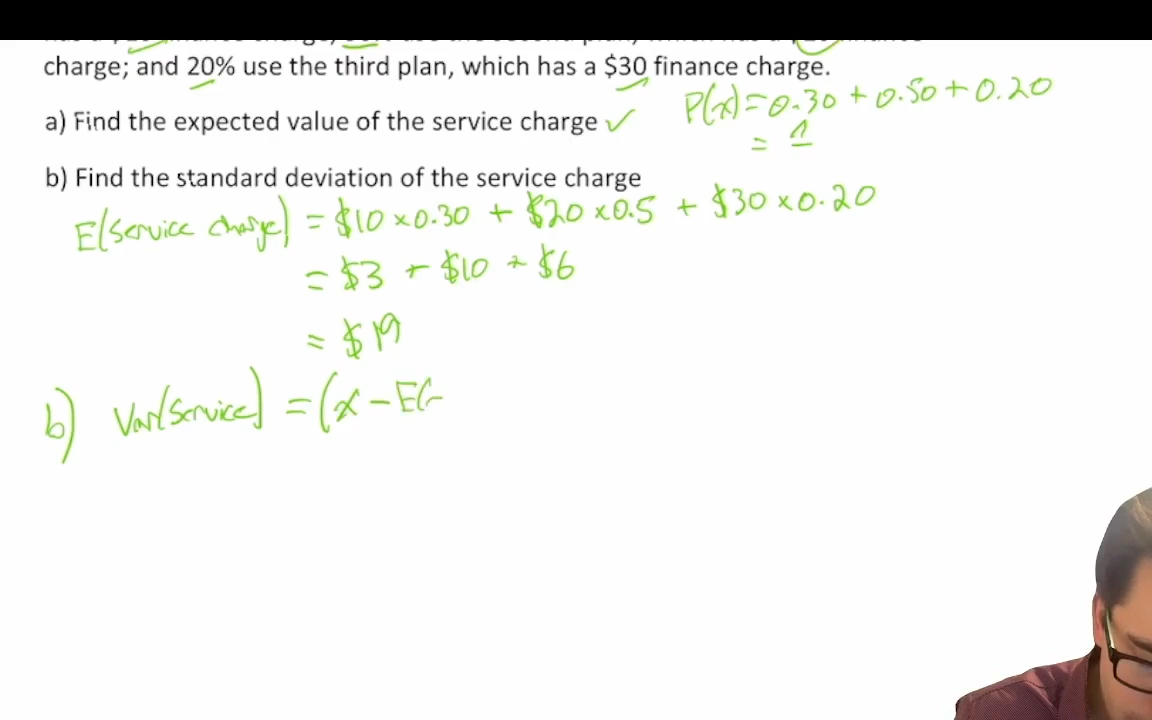 charge; and 20% use the third plan, which has a $30 finance charge.
P(x) = 0.30 + 0.50 + 0.20
= 1
a) Find the expected value of the service charge ✓
b) Find the standard deviation of the service charge
E(service charge) = $10 × 0.30 + $20 × 0.5 + $30 × 0.20
= $3 + $10 + $6
= $19
b) Var(service) = (x - E(